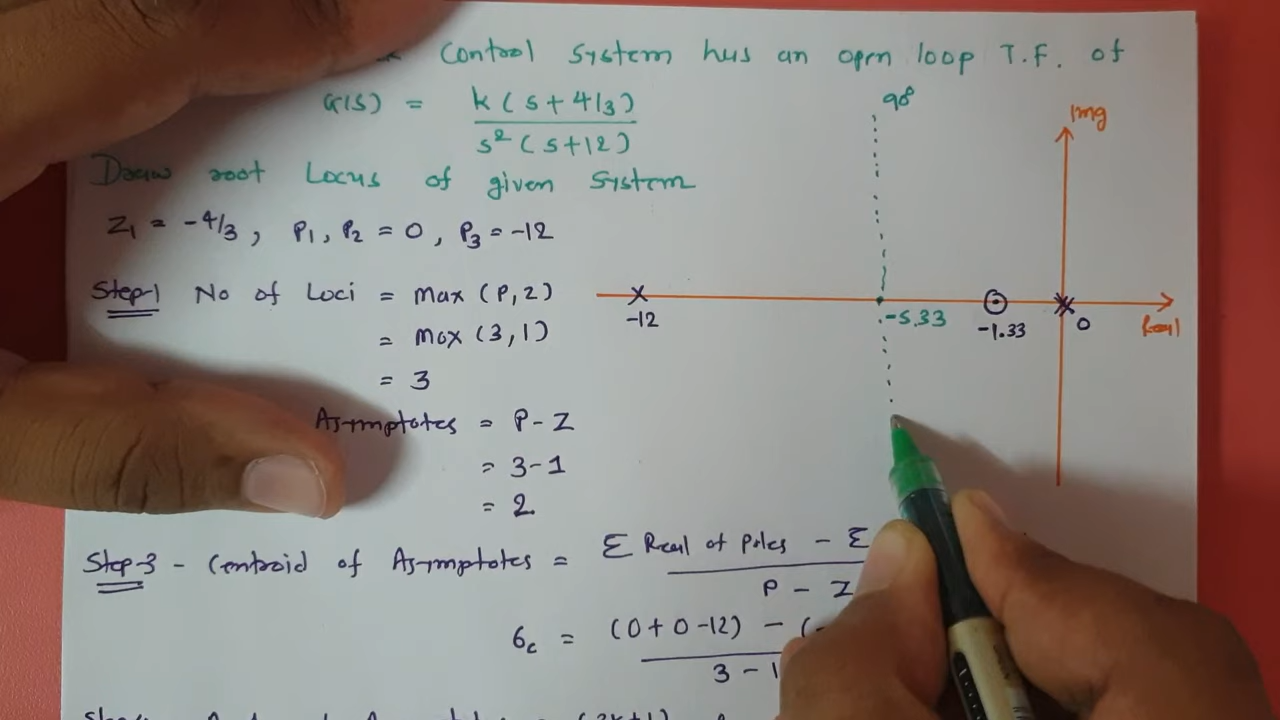 Control System has an open loop T.F. of
G(s) = k(s+4/3)
s²(s+12)
Draw root Locus of given System
Z₁ = -4/3, P₁, P₂ = 0, P₃ = -12
Step-1 No of Loci = max (P, Z)
= max (3,1)
= 3
Asymptotes = P - Z
= 3-1
= 2
Step-3 - Centroid of Asymptotes = Σ Real of Poles - Σ
P - Z
6c = (0+0-12) - (-
3 - 1
90
Img
-12
-5.33
-1.33
0
Real